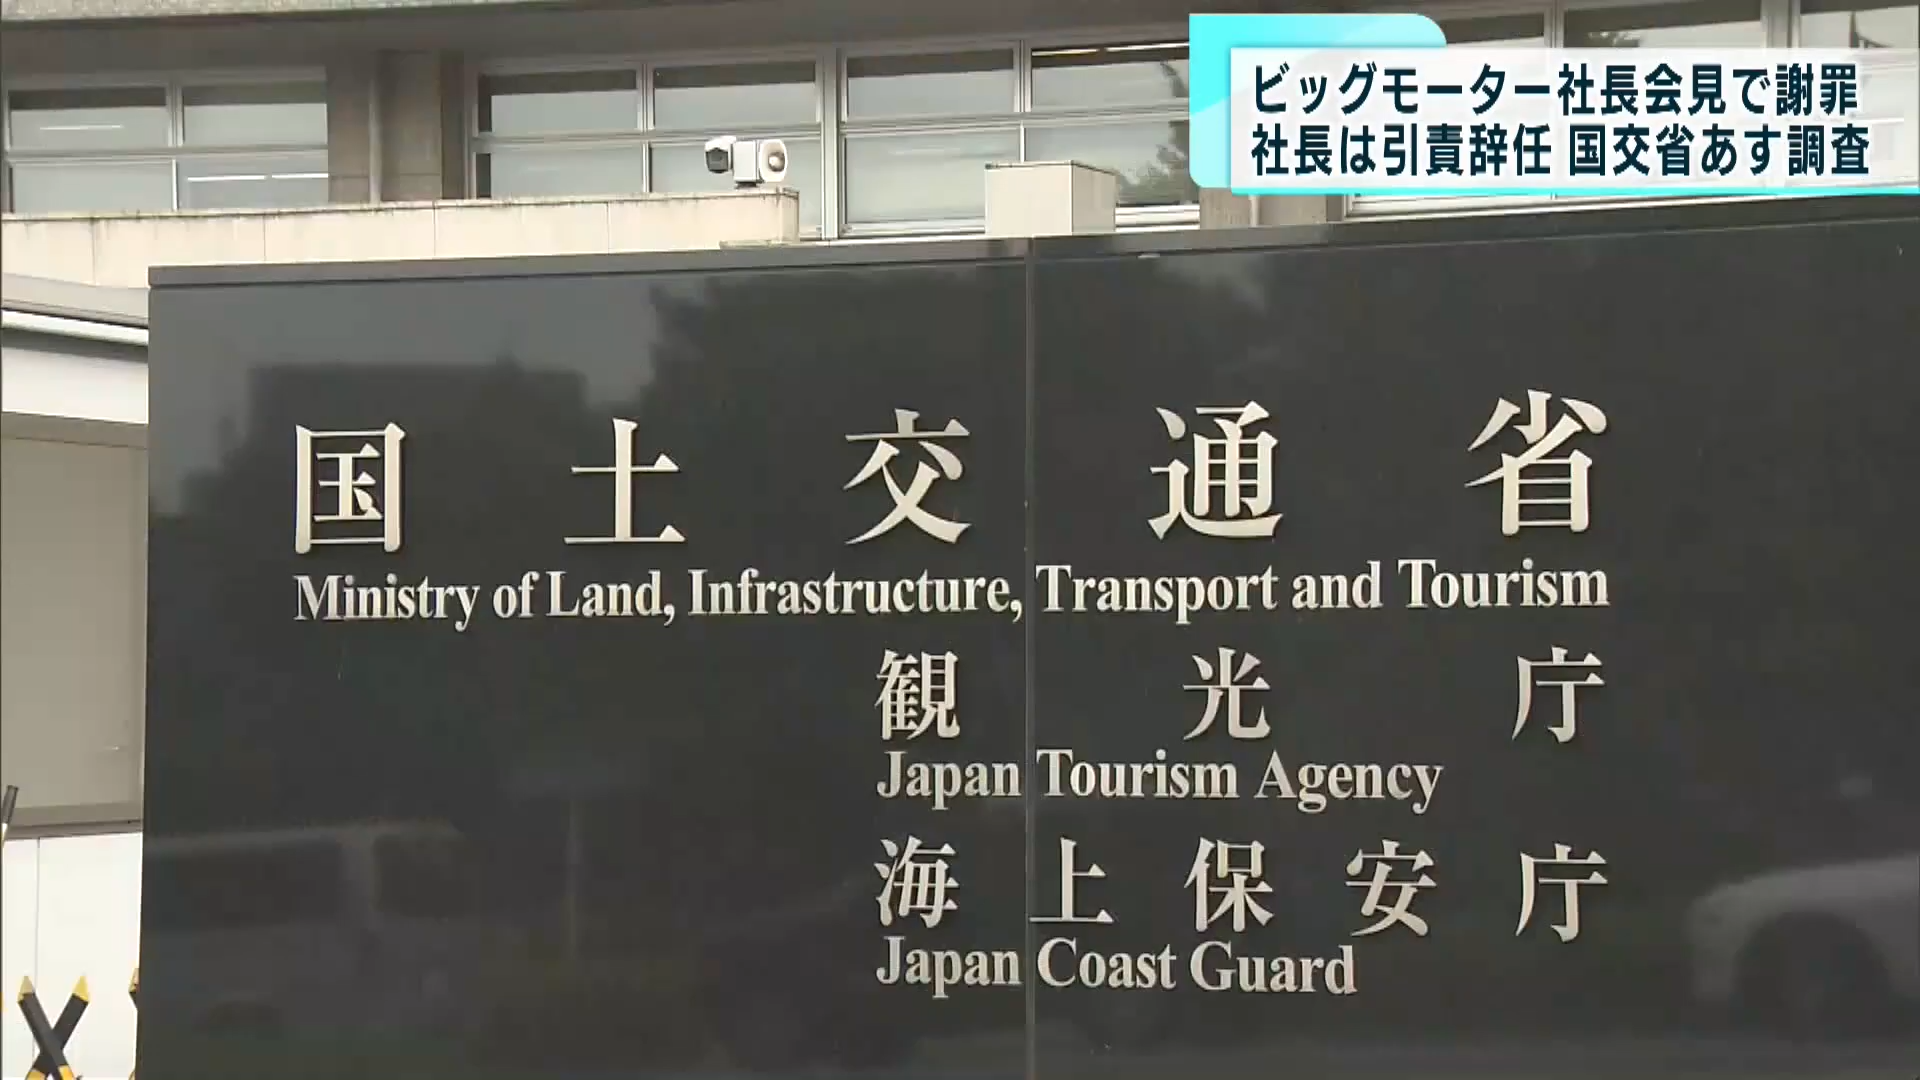 ビッグモーター社長会見で謝罪
社長は引責辞任 国交省あす調査
国土交通省
Ministry of Land, Infrastructure, Transport and Tourism
観光庁
Japan Tourism Agency
海上保安庁
Japan Coast Guard